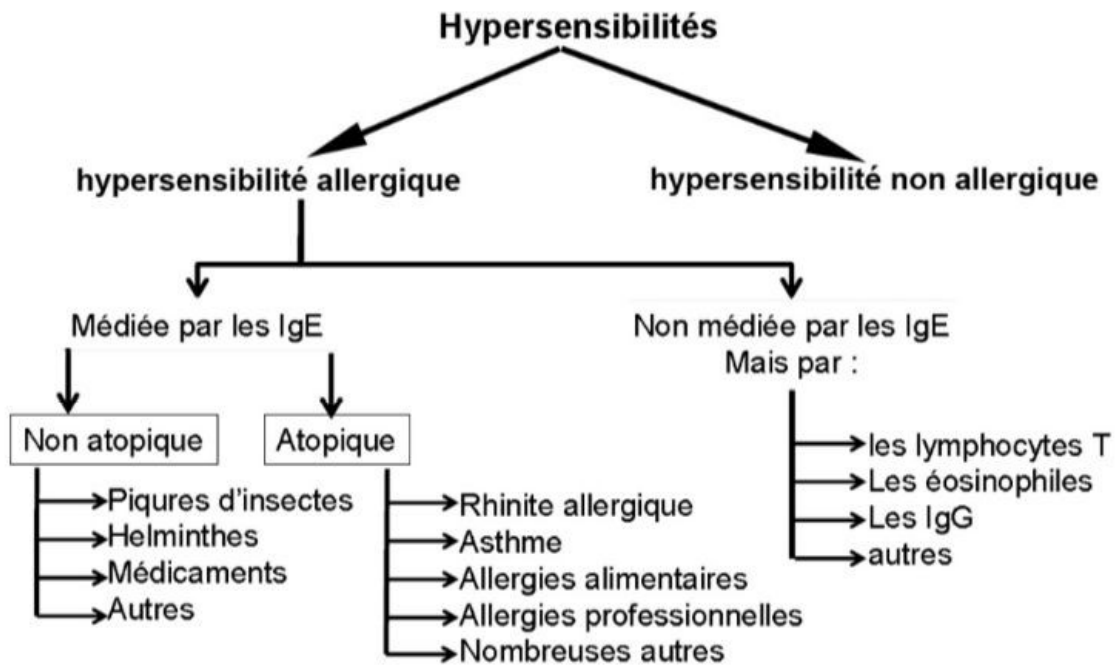 Hypersensibilités
hypersensibilité allergique
hypersensibilité non allergique
Médiée par les IgE
Non médiée par les IgE
Mais par :
Non atopique
Atopique
Piqures d'insectes
Helminthes
Médicaments
Autres
Rhinite allergique
Asthme
Allergies alimentaires
Allergies professionnelles
Nombreuses autres
les lymphocytes T
Les éosinophiles
Les IgG
autres